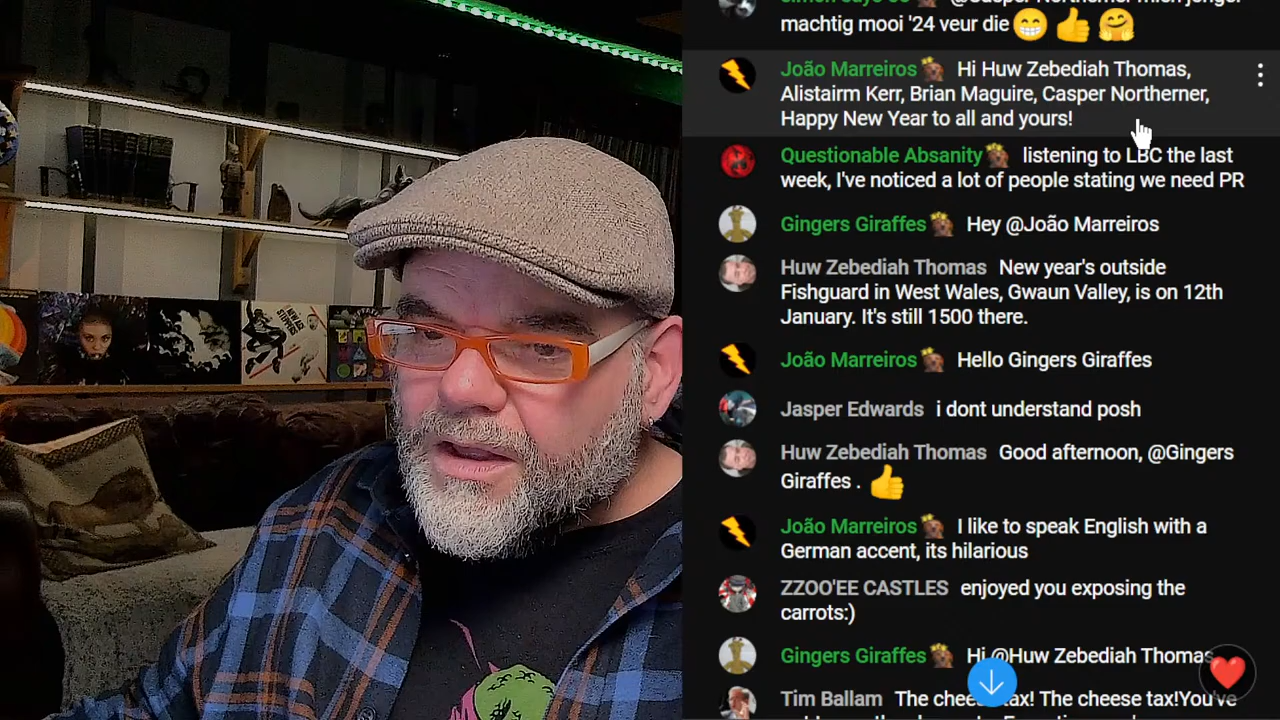 machtig mooi '24 veur die😁👍🤗
João Marreiros Hi Huw Zebediah Thomas,
Alistairm Kerr, Brian Maguire, Casper Northerner,
Happy New Year to all and yours!
Questionable Absanity listening to LBC the last
week, I've noticed a lot of people stating we need PR
Gingers Giraffes Hey @João Marreiros
Huw Zebediah Thomas New year's outside
Fishguard in West Wales, Gwaun Valley, is on 12th
January. It's still 1500 there.
João Marreiros Hello Gingers Giraffes
Jasper Edwards i dont understand posh
Huw Zebediah Thomas Good afternoon, @Gingers
Giraffes . 👍
João Marreiros I like to speak English with a
German accent, its hilarious
ZZOO'EE CASTLES enjoyed you exposing the
carrots:)
Gingers Giraffes Hi @Huw Zebediah Thomas
Tim Ballam The cheese tax! The cheese tax!You've